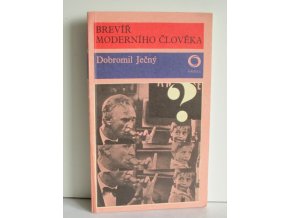 BREVÍŘ
MODERNÍHO ČLOVĚKA
Dobromil Ječný
?